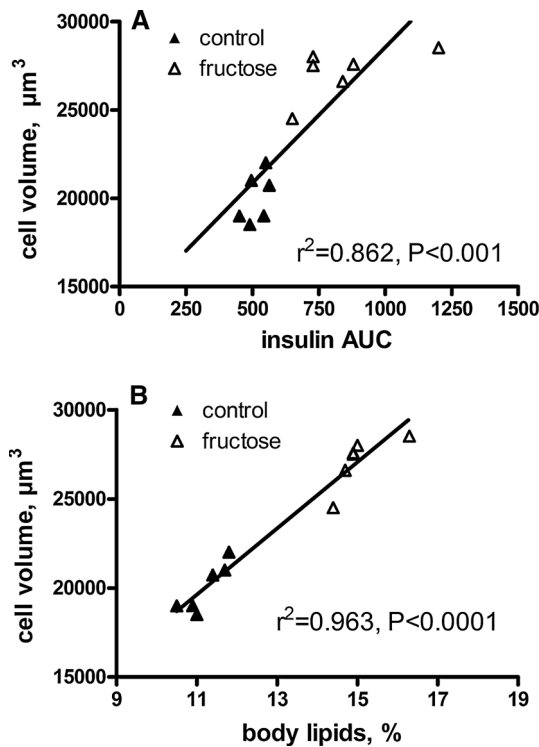 A
control
fructose
30000
25000
20000
15000
cell volume, µm³
r²=0.862, P<0.001
0 250 500 750 1000 1250 1500
insulin AUC
B
control
fructose
30000
25000
20000
15000
cell volume, µm³
r²=0.963, P<0.0001
9 11 13 15 17 19
body lipids, %